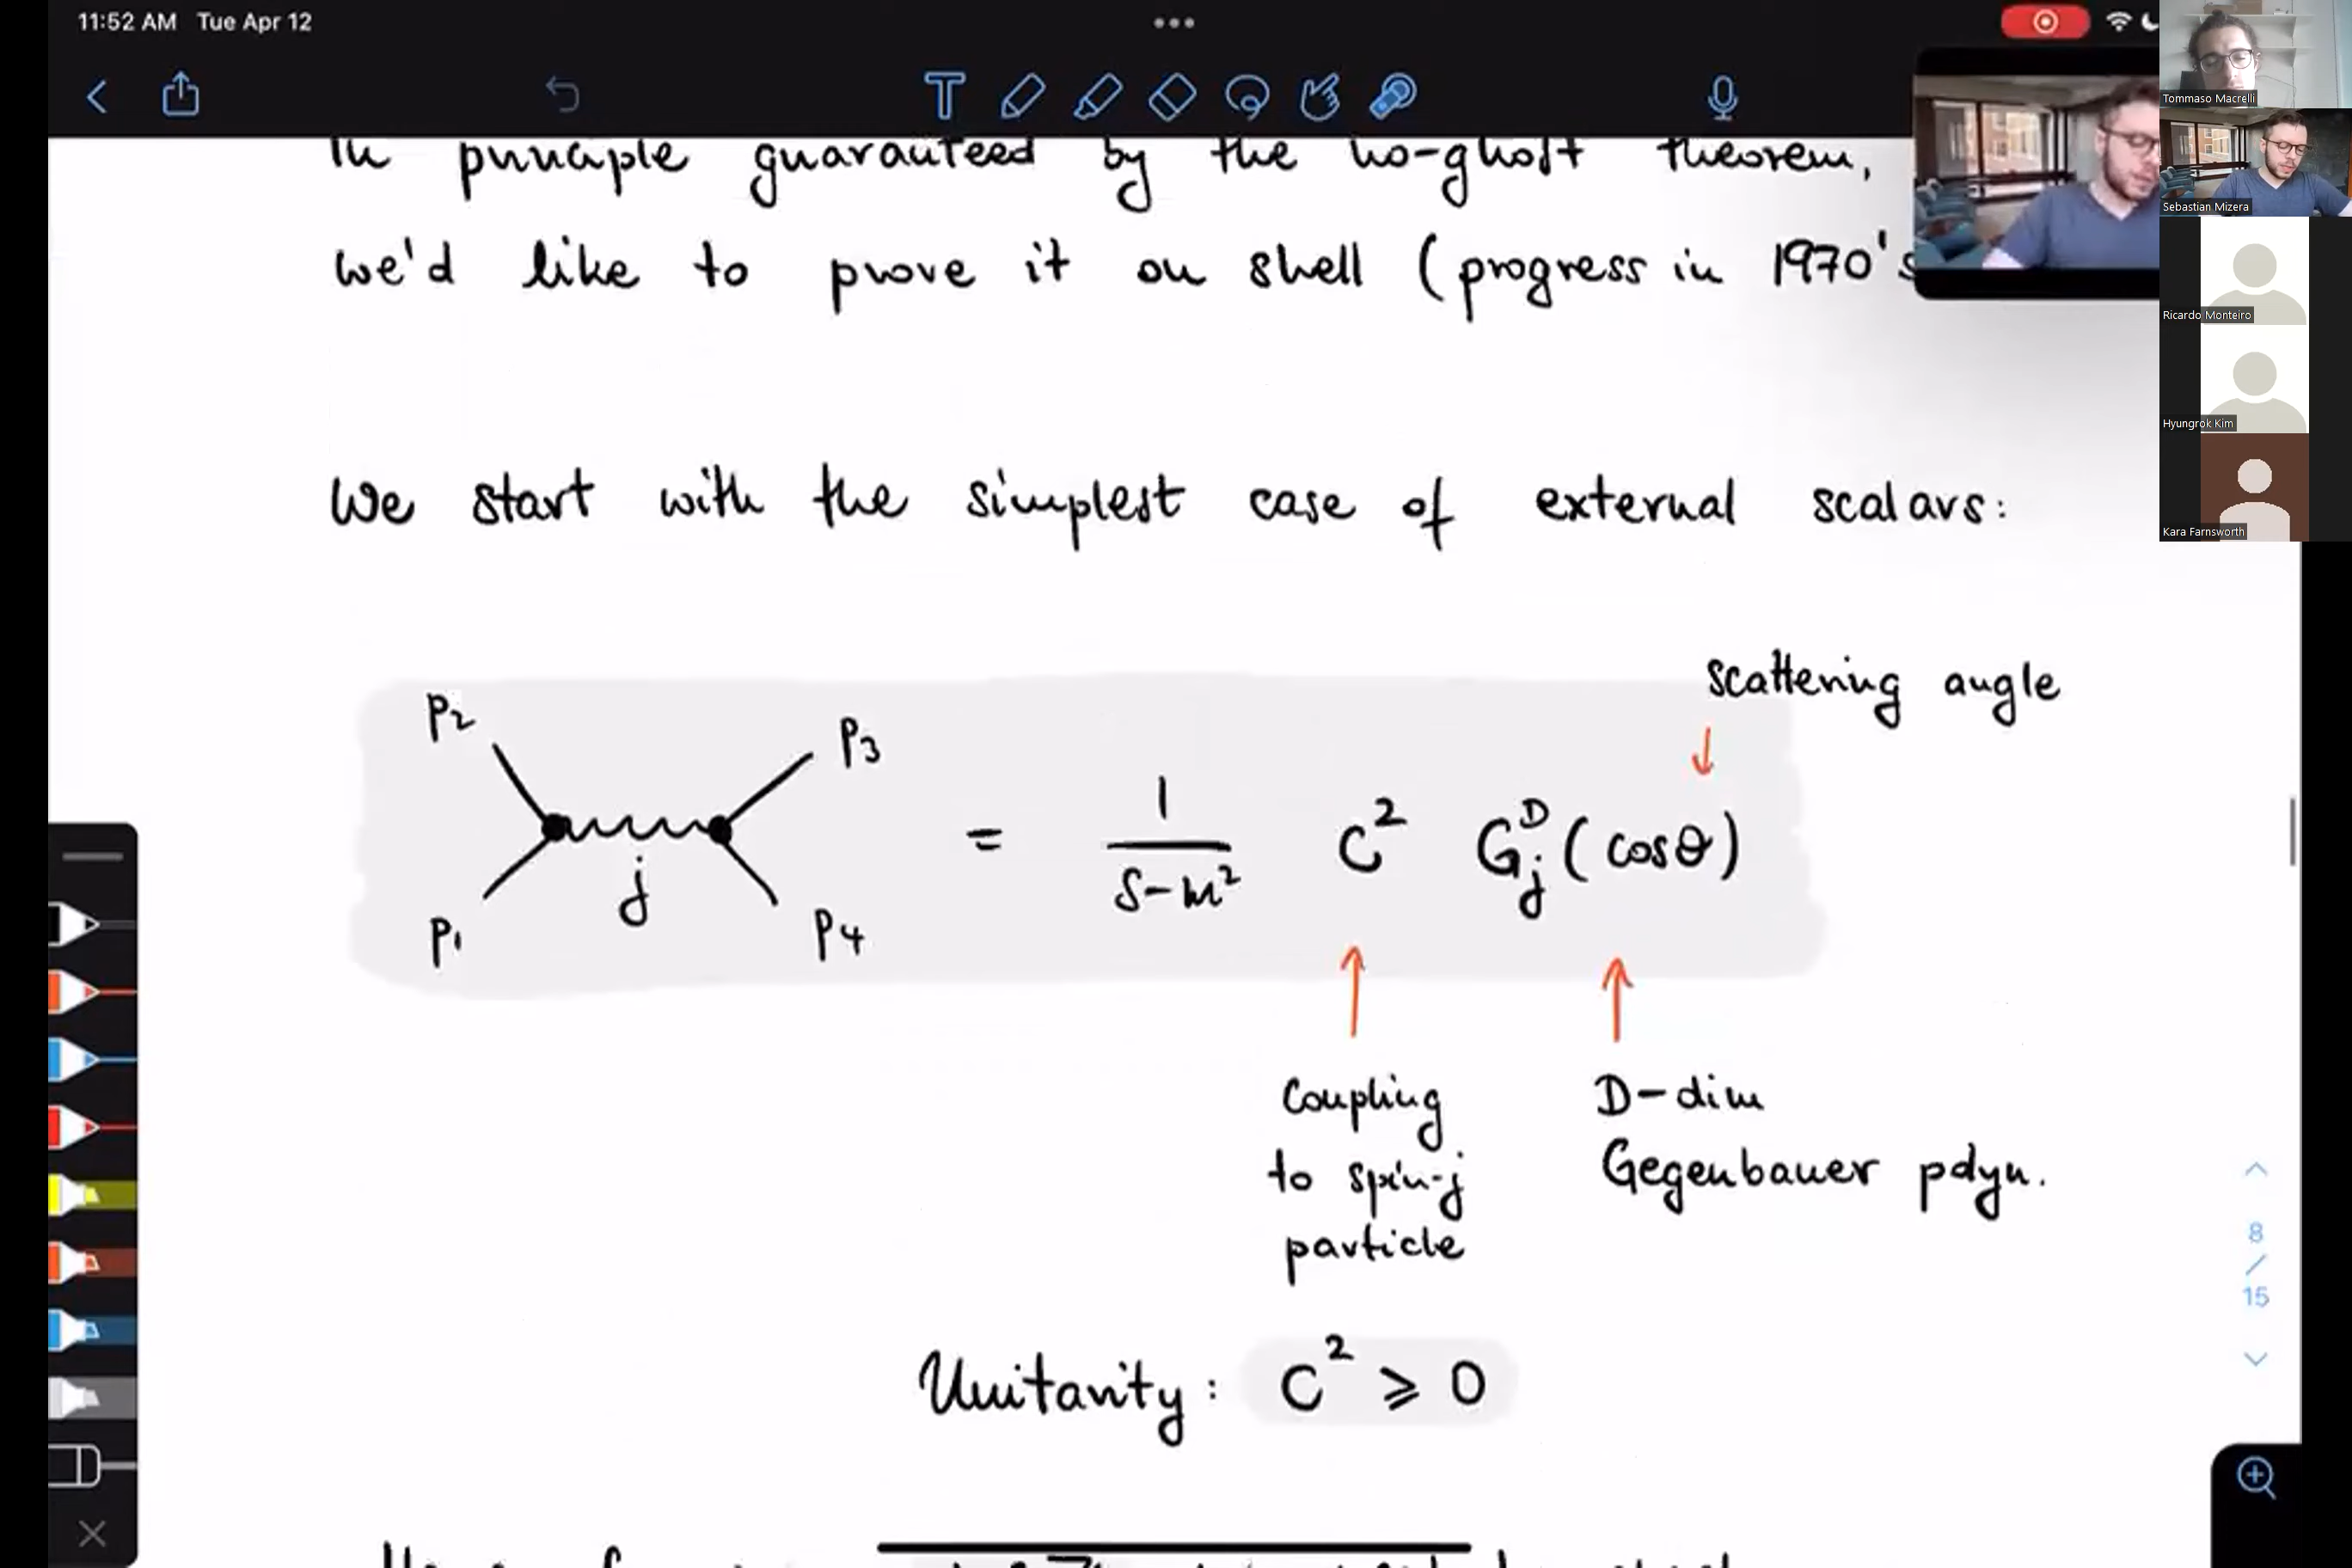 11:52 AM Tue Apr 12
In principle guaranteed by the no-ghost theorem,
we'd like to prove it on shell (progress in 1970's
We start with the simplest case of external scalars:
scattering angle
p2
p3
j
p1
p4
= 1 / s-m² C² G_j^D (cosθ)
Coupling
to spin-j
particle
D-dim
Gegenbauer polyn.
Unitarity: C² ⩾ 0
8
/
15
Tommaso Macrelli
Sebastian Mizera
Ricardo Monteiro
Hyungrok Kim
Kara Farnsworth